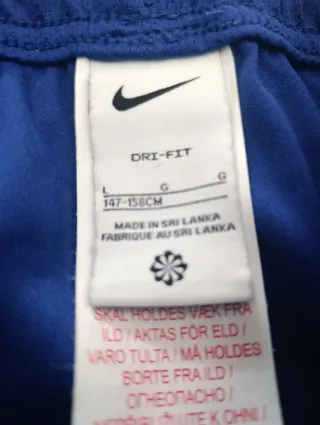 DRI-FIT
L G G
147-158CM
MADE IN SRI LANKA
FABRIQUE AU SRI LANKA
SKAL HOLDES VÆK FRA
ILD / AKTAS FÖR ELD /
VARO TULTA / MÅ HOLDES
BORTE FRA ILD /
ОГНЕОПАСНО /